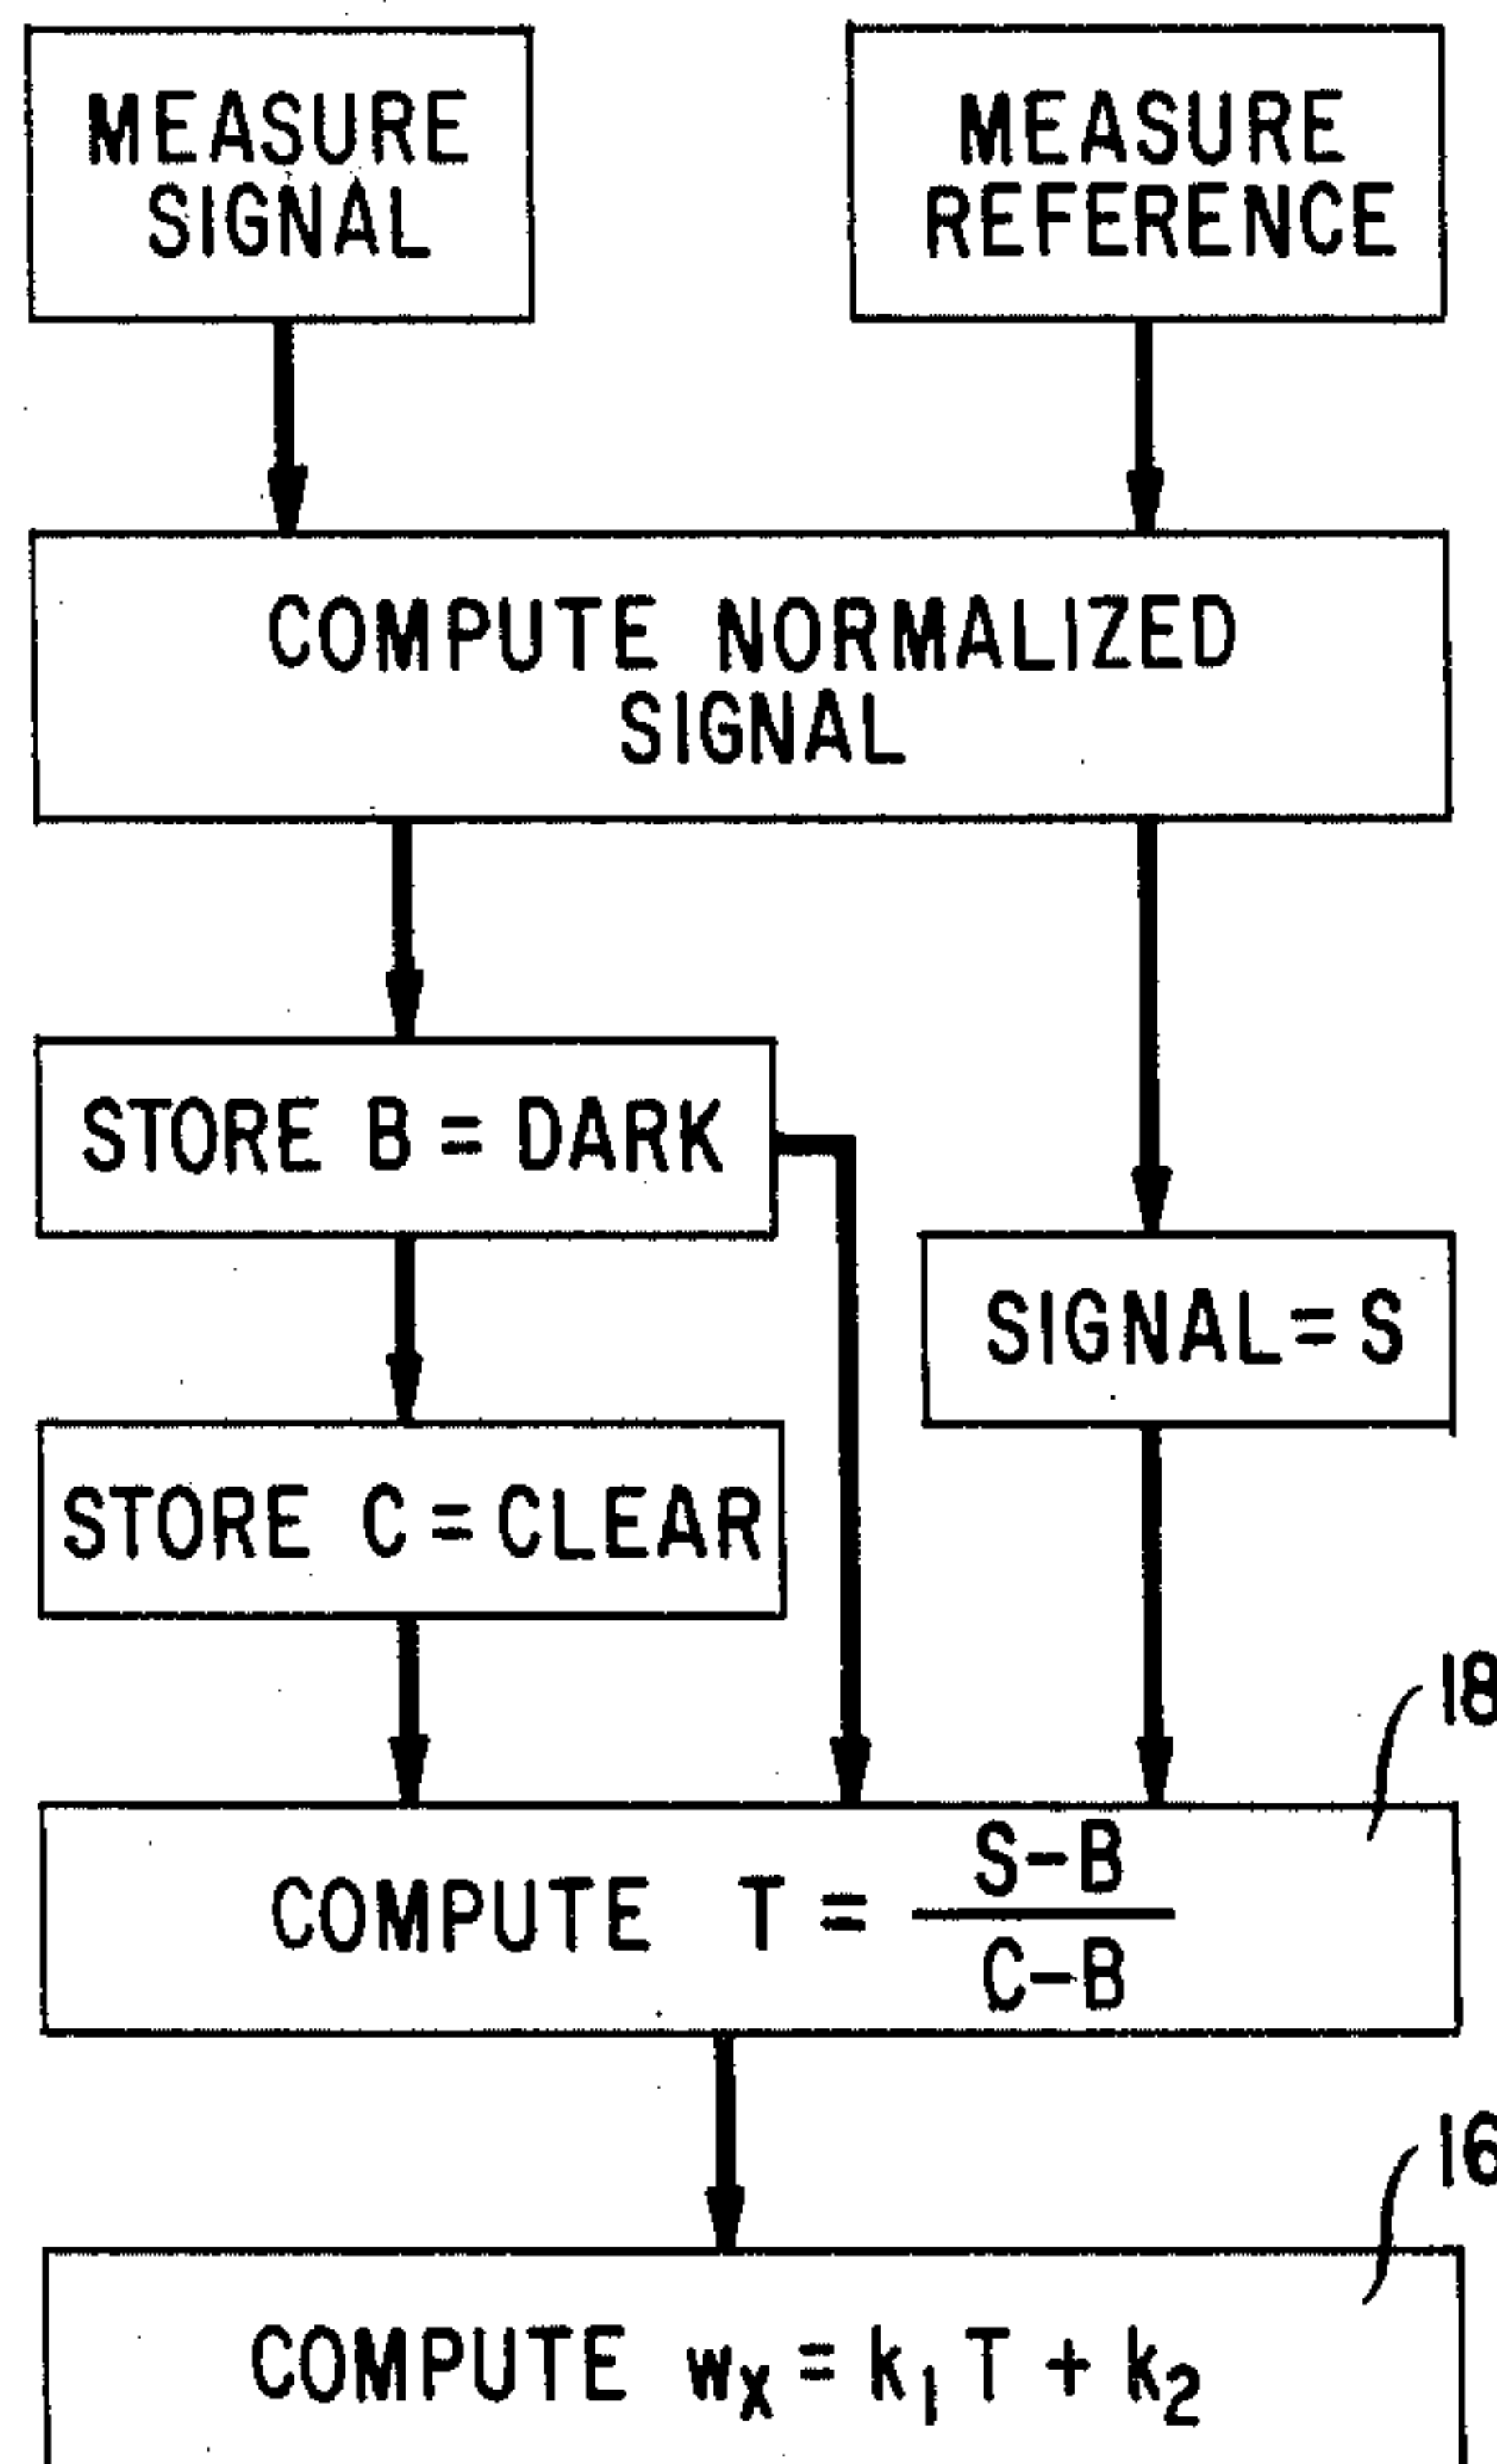 MEASURE
SIGNAL
MEASURE
REFERENCE
COMPUTE NORMALIZED
SIGNAL
STORE B = DARK
SIGNAL = S
STORE C = CLEAR
18
COMPUTE T = S-B
C-B
16
COMPUTE wₓ = k₁ T + k₂